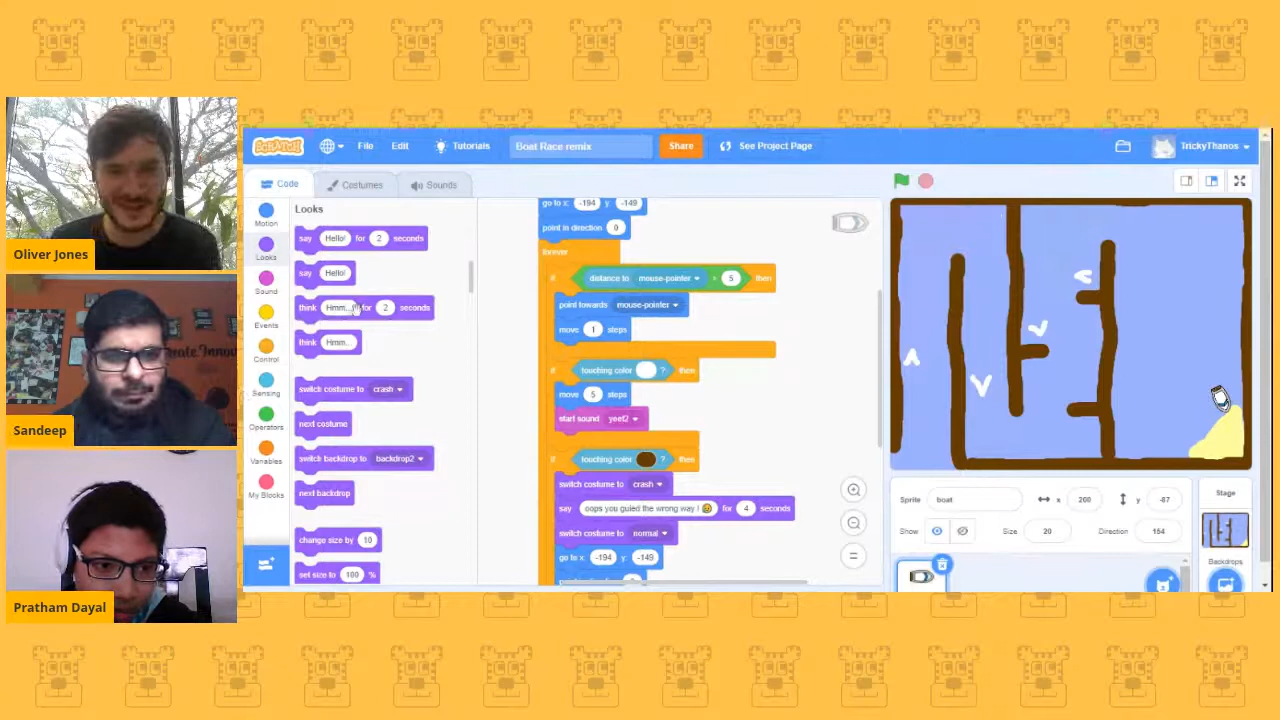 Oliver Jones
Sandeep
Pratham Dayal
SCRATCH
File
Edit
Tutorials
Boat Race remix
Share
See Project Page
TrickyThanos
Code
Costumes
Sounds
Motion
Looks
Sound
Events
Control
Sensing
Operators
Variables
My Blocks
Looks
say Hello! for 2 seconds
say Hello!
think Hmm... for 2 seconds
think Hmm...
switch costume to crash
next costume
switch backdrop to backdrop2
next backdrop
change size by 10
set size to 100 %
go to x: -194 y: -149
point in direction 0
forever
if distance to mouse-pointer 5 then
point towards mouse-pointer
move 1 steps
if touching color ? then
move 5 steps
start sound yeet2
if touching color ? then
switch costume to crash
say oops you guied the wrong way ! for 4 seconds
switch costume to normal
go to x: -194 y: -149
Sprite boat x 200 y -87
Show Size 20 Direction 154
Stage
Backdrops